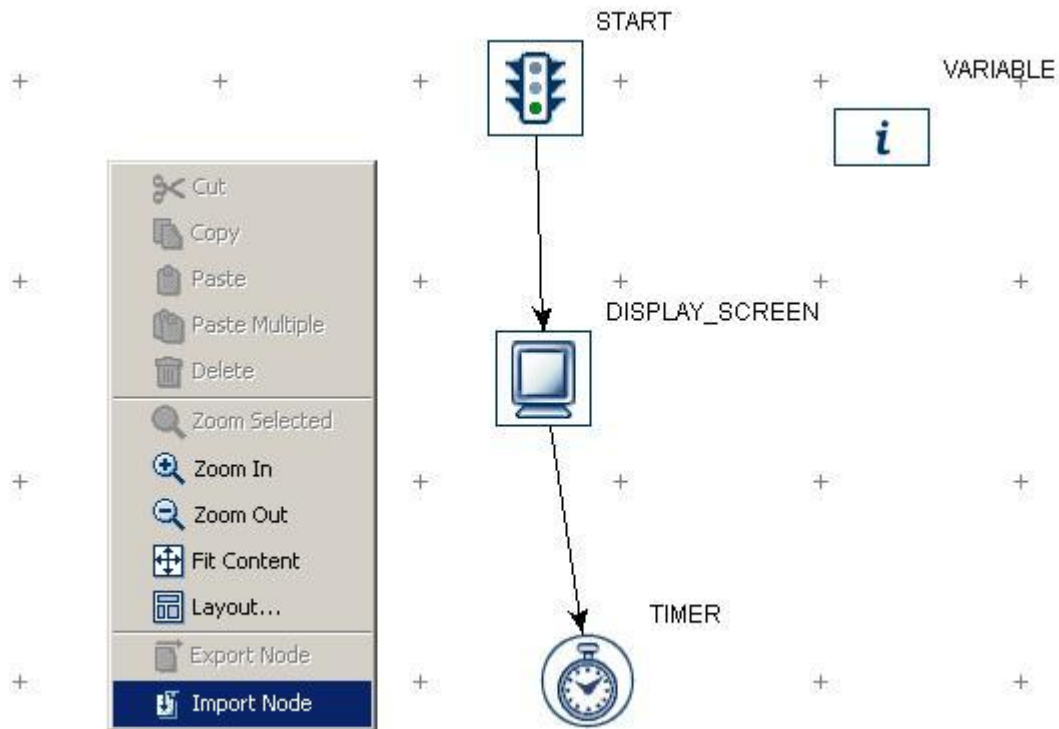 START
VARIABLE
i
Cut
Copy
Paste
DISPLAY_SCREEN
Paste Multiple
Delete
Zoom Selected
Zoom In
Zoom Out
Fit Content
Layout...
TIMER
Export Node
Import Node